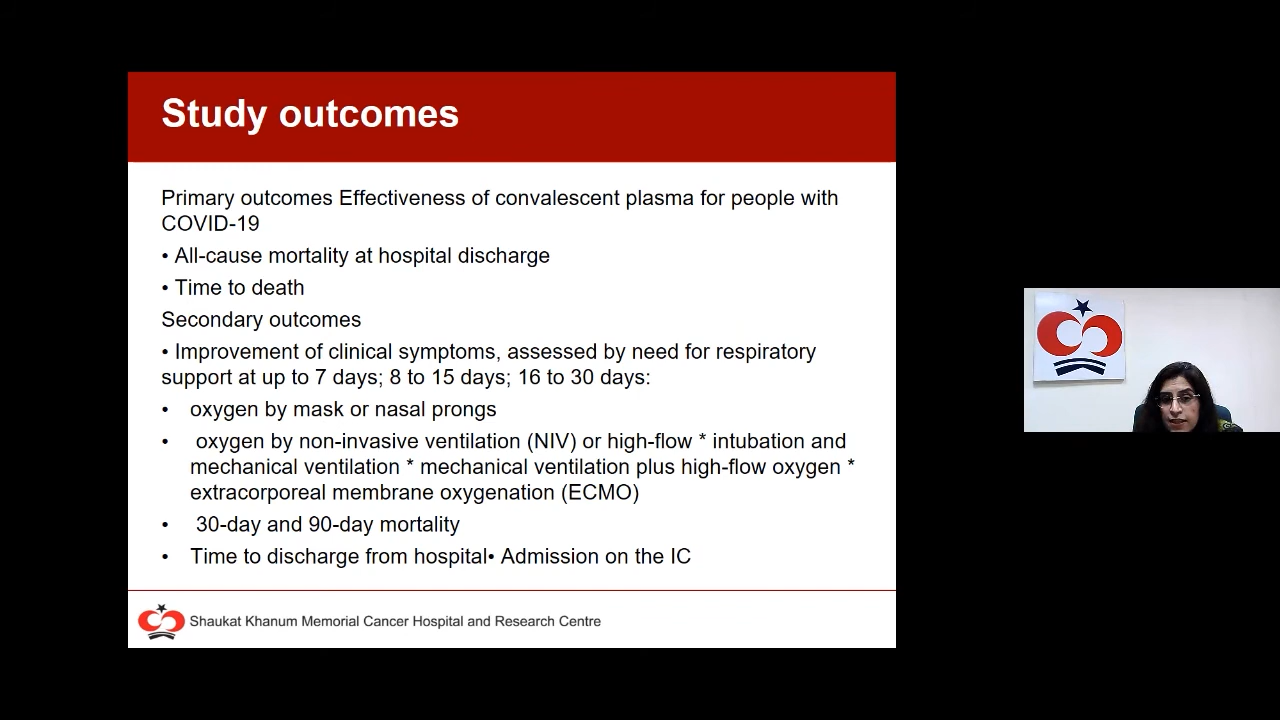 Study outcomes
Primary outcomes Effectiveness of convalescent plasma for people with
COVID-19
• All-cause mortality at hospital discharge
• Time to death
Secondary outcomes
• Improvement of clinical symptoms, assessed by need for respiratory
support at up to 7 days; 8 to 15 days; 16 to 30 days:
• oxygen by mask or nasal prongs
• oxygen by non-invasive ventilation (NIV) or high-flow * intubation and
mechanical ventilation * mechanical ventilation plus high-flow oxygen *
extracorporeal membrane oxygenation (ECMO)
• 30-day and 90-day mortality
• Time to discharge from hospital• Admission on the IC
Shaukat Khanum Memorial Cancer Hospital and Research Centre